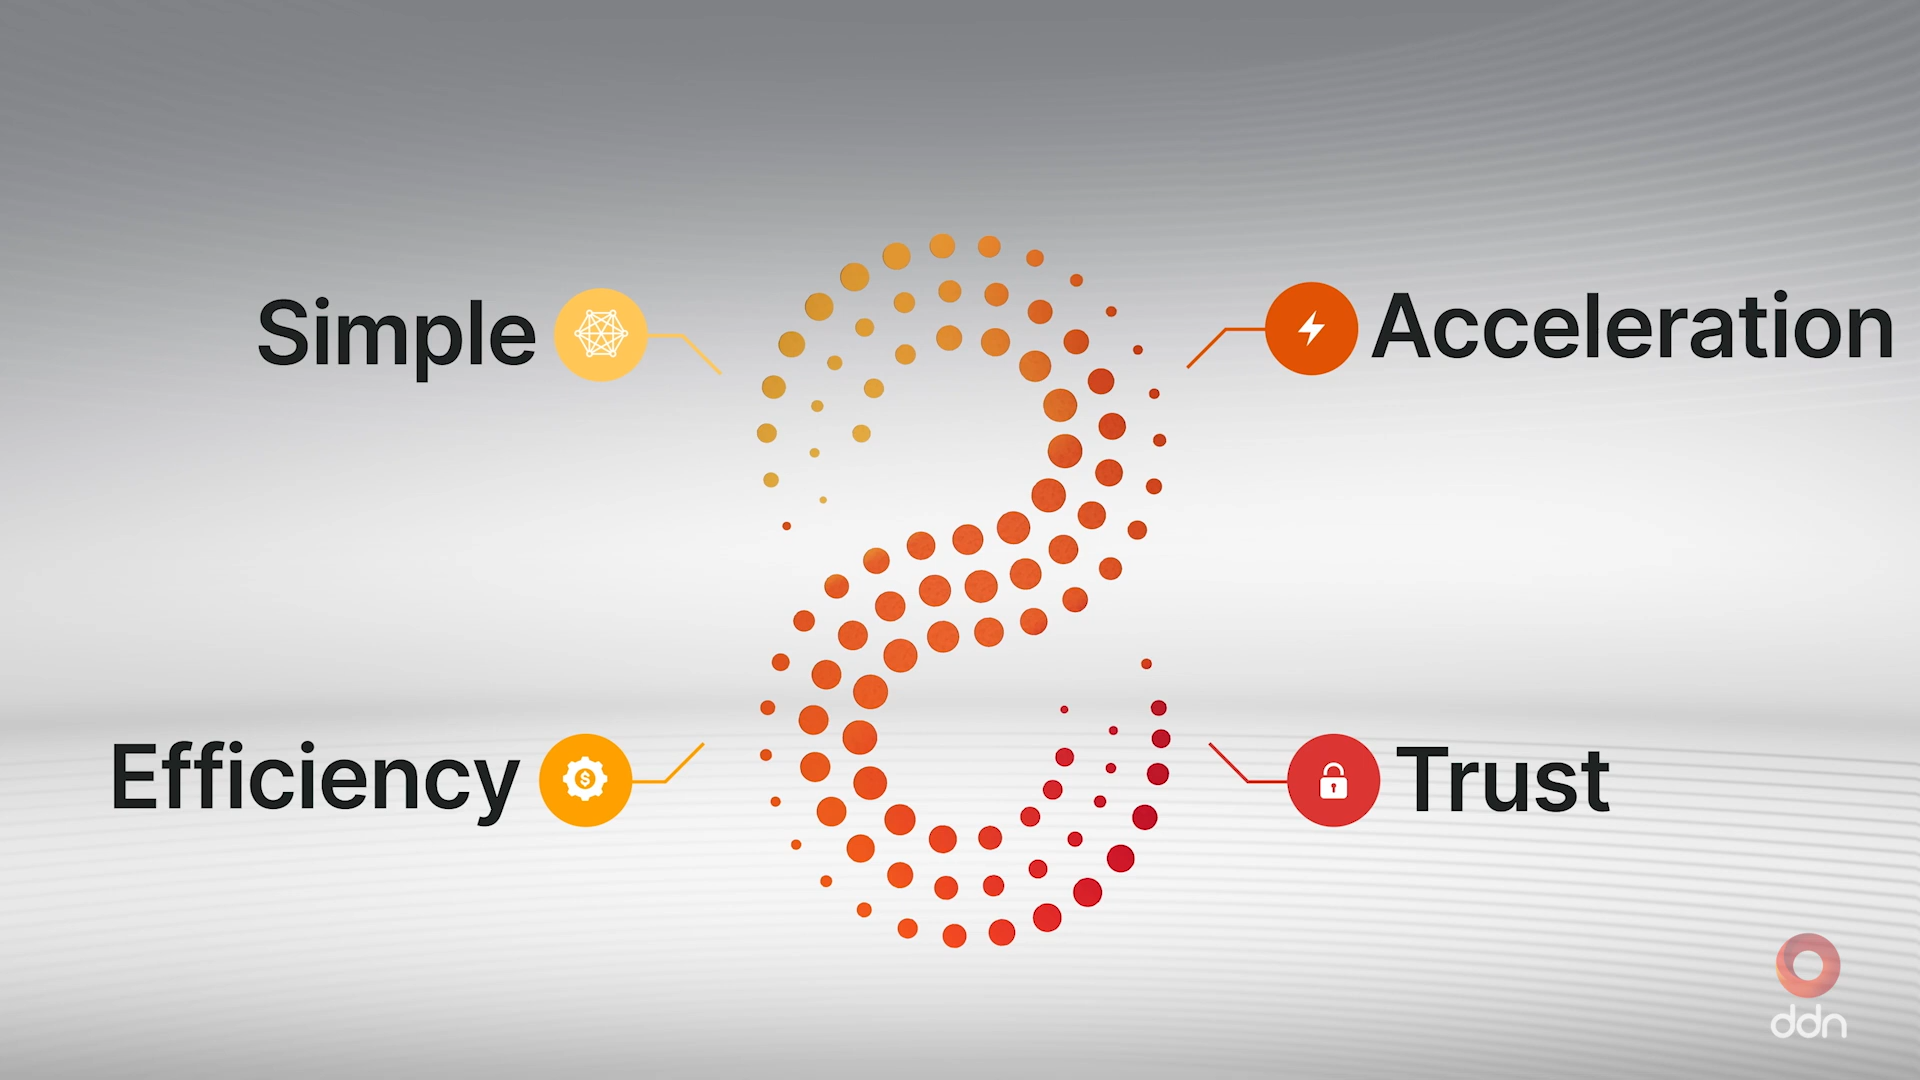 Simple
Acceleration
Efficiency
$
Trust
ddn